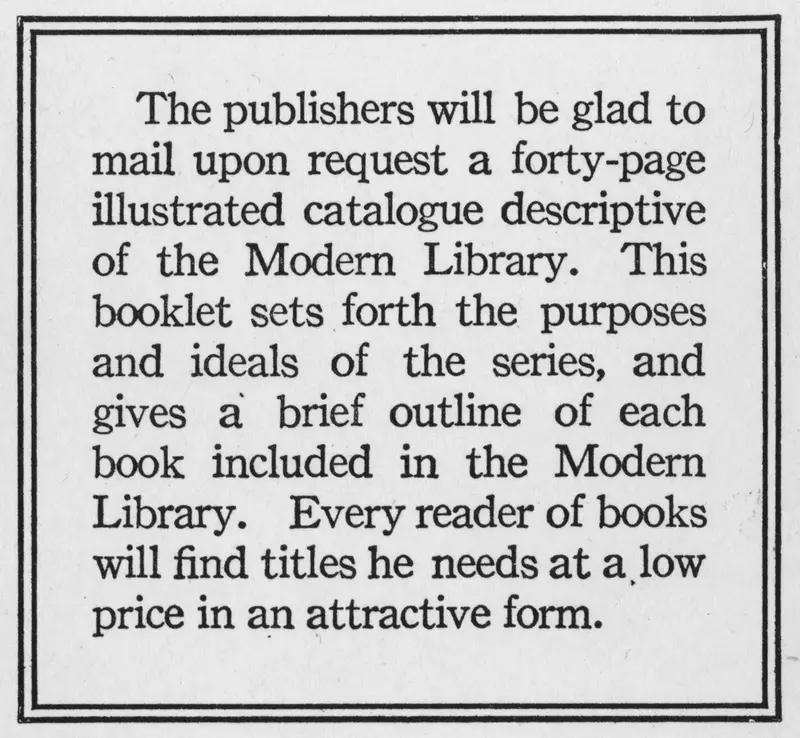 The publishers will be glad to
mail upon request a forty-page
illustrated catalogue descriptive
of the Modern Library. This
booklet sets forth the purposes
and ideals of the series, and
gives a brief outline of each
book included in the Modern
Library. Every reader of books
will find titles he needs at a low
price in an attractive form.